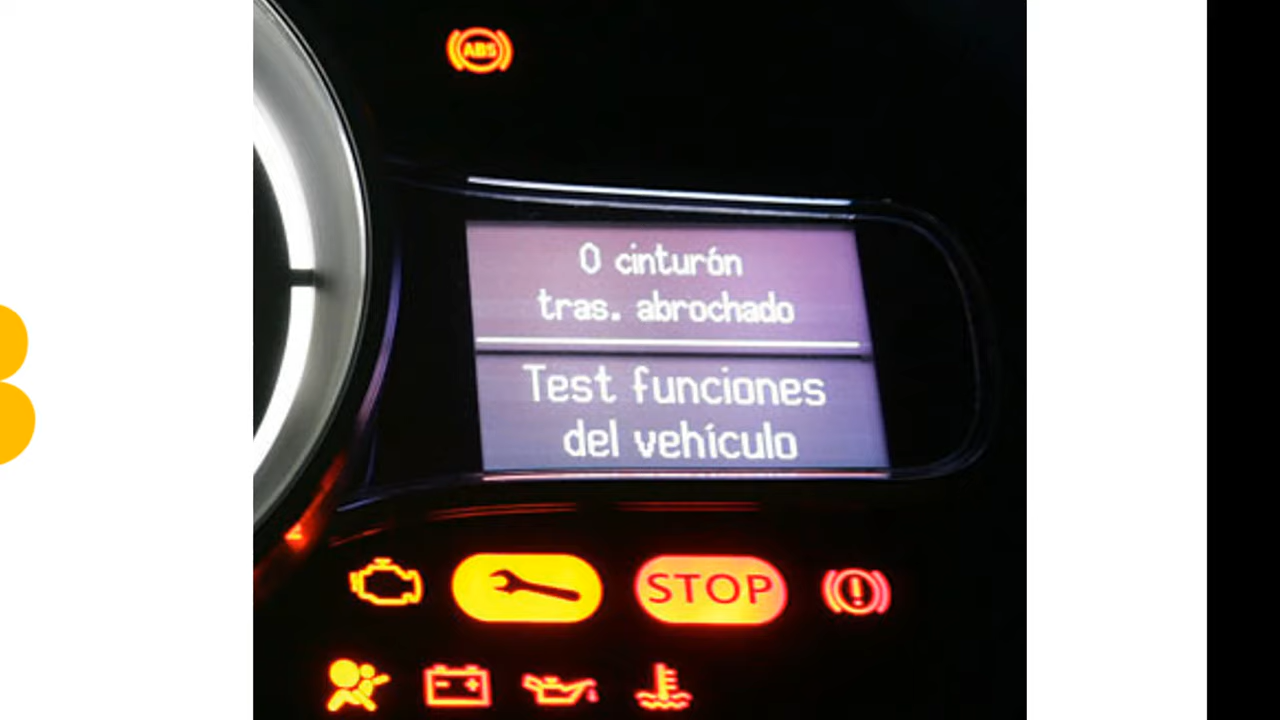 ABS
0 cinturón
tras. abrochado
Test funciones
del vehículo
STOP